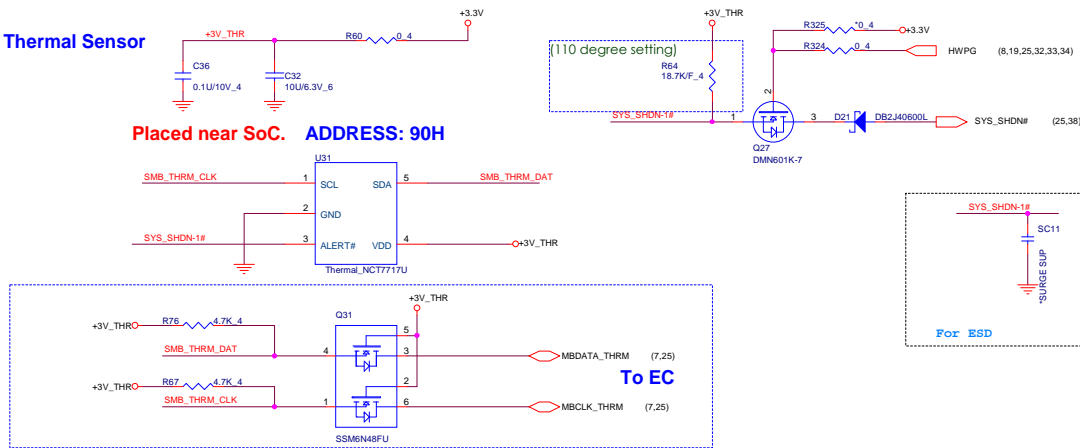 Thermal Sensor
+3V_THR
R60
0_4
+3.3V
C36
0.1U/10V_4
C32
10U/6.3V_6
Placed near SoC.
ADDRESS: 90H
(110 degree setting)
+3V_THR
R64
18.7K/F_4
R325
*0_4
+3.3V
R324
0_4
HWPG
(8,19,25,32,33,34)
2
SYS_SHDN-1#
1
3
D21
DB2J40600L
SYS_SHDN#
(25,38)
Q27
DMN601K-7
U31
SMB_THRM_CLK
1
SCL
SDA
5
SMB_THRM_DAT
2
GND
SYS_SHDN-1#
3
ALERT#
VDD
4
+3V_THR
Thermal_NCT7717U
SYS_SHDN-1#
SC11
*SURGE SUP
For ESD
+3V_THR
Q31
+3V_THR
R76
4.7K_4
5
SMB_THRM_DAT
4
3
MBDATA_THRM
(7,25)
To EC
+3V_THR
R67
4.7K_4
2
SMB_THRM_CLK
1
6
MBCLK_THRM
(7,25)
SSM6N48FU